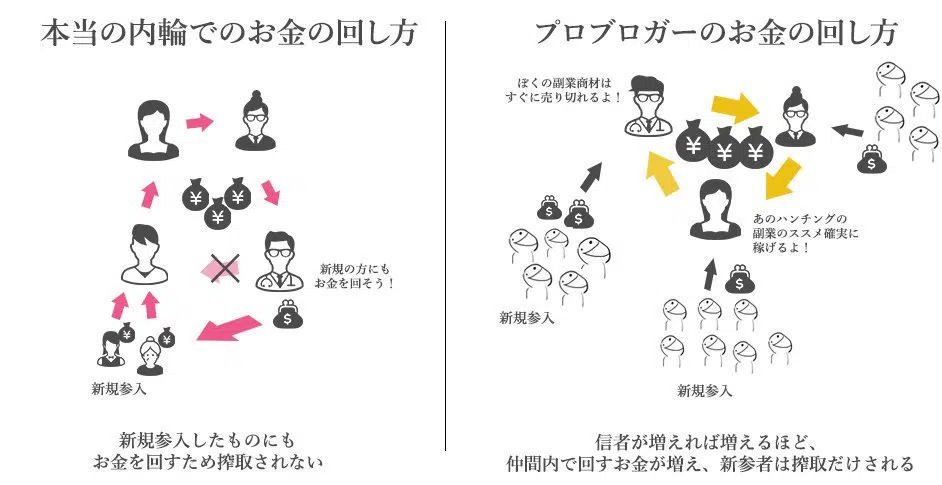 本当の内輪でのお金の回し方
¥
¥
¥
新規の方にも
お金を回そう！
$
¥
¥
新規参入
新規参入したものにも
お金を回すため搾取されない
プロブロガーのお金の回し方
ぼくの副業商材は
すぐに売り切れるよ！
¥
¥
¥
$
$
$
新規参入
あのハンチングの
副業のススメ確実に
稼げるよ！
$
新規参入
信者が増えれば増えるほど、
仲間内で回すお金が増え、新参者は搾取だけされる